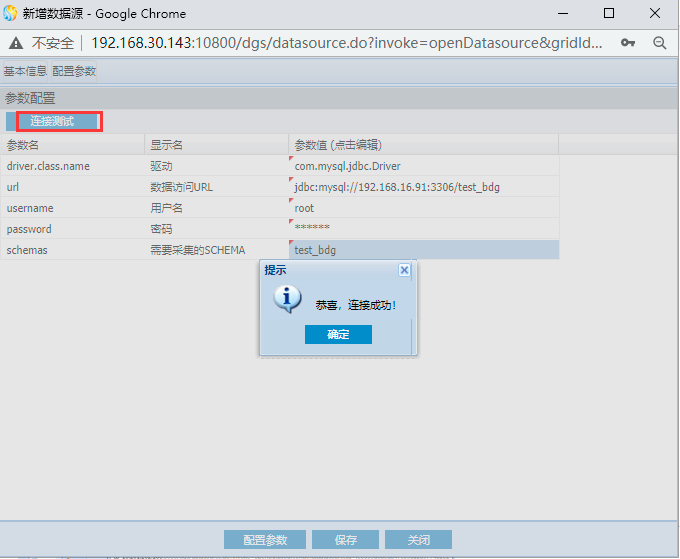 新增数据源 - Google Chrome
不安全 192.168.30.143:10800/dgs/datasource.do?invoke=openDatasource&gridId...
基本信息 配置参数
参数配置
连接测试
参数名 显示名 参数值 (点击编辑)
driver.class.name 驱动 com.mysql.jdbc.Driver
url 数据访问URL jdbc:mysql://192.168.16.91:3306/test_bdg
username 用户名 root
password 密码 ******
schemas 需要采集的SCHEMA test_bdg
提示
恭喜，连接成功！
确定
配置参数 保存 关闭